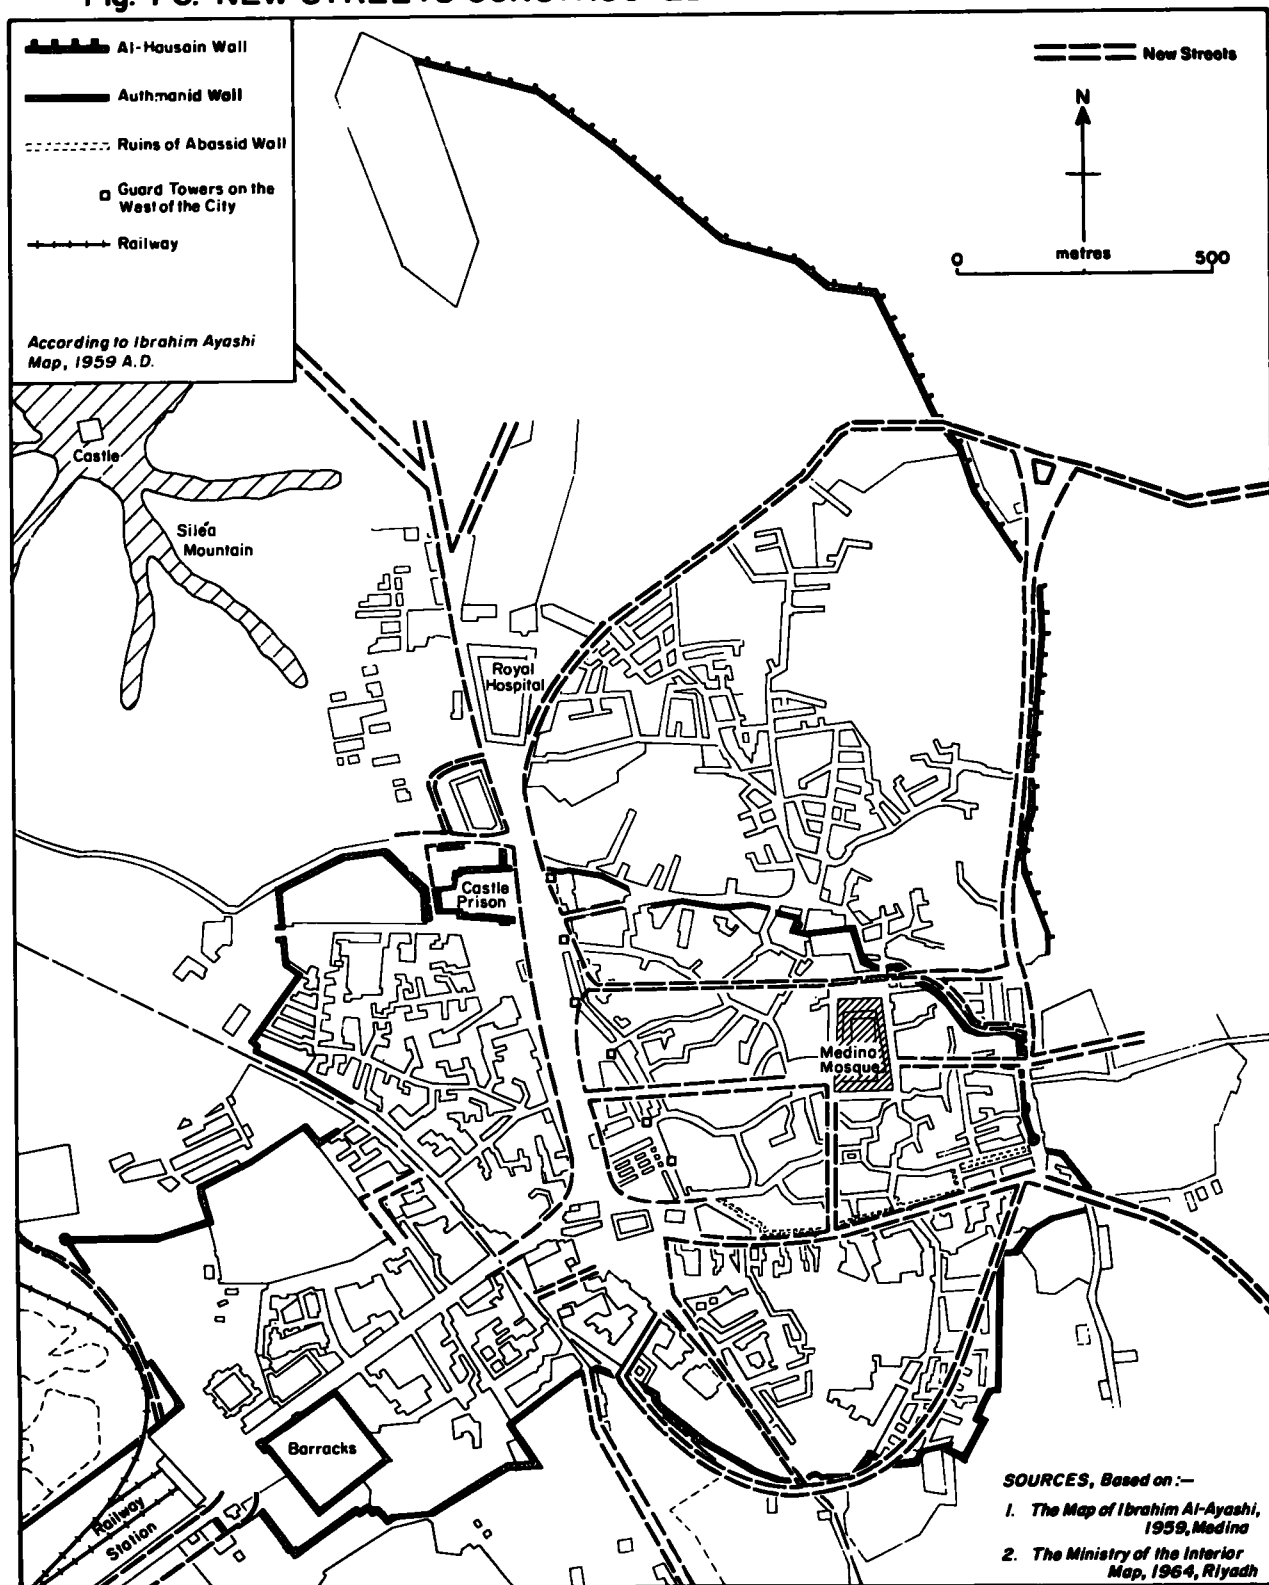 Al-Housain Wall
Authmanid Wall
Ruins of Abassid Wall
Guard Towers on the
West of the City
Railway
According to Ibrahim Ayashi
Map, 1959 A.D.
New Streets
N
0 metres 500
Castle
Sile'a
Mountain
Royal
Hospital
Castle
Prison
Medina
Mosque
Barracks
Railway
Station
SOURCES, Based on :—
1. The Map of Ibrahim Al-Ayashi,
1959, Medina
2. The Ministry of the Interior
Map, 1964, Riyadh